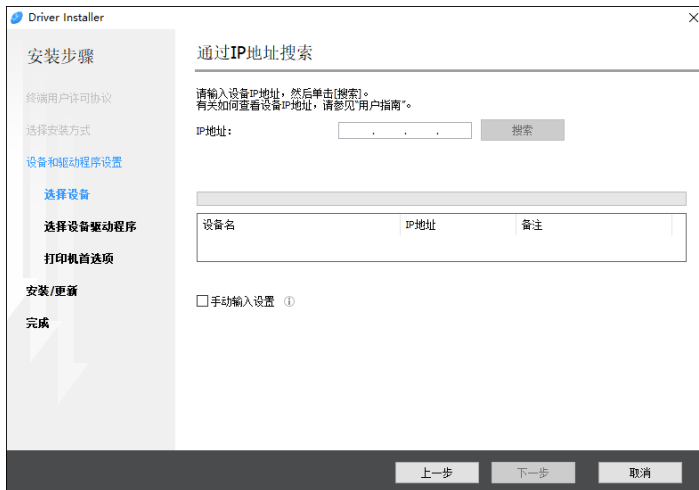 Driver Installer
安装步骤
终端用户许可协议
选择安装方式
设备和驱动程序设置
选择设备
选择设备驱动程序
打印机首选项
安装/更新
完成
通过IP地址搜索
请输入设备IP地址，然后单击[搜索]。
有关如何查看设备IP地址，请参见"用户指南"。
IP地址：
. . .
搜索
设备名 IP地址 备注
手动输入设置
上一步 下一步 取消